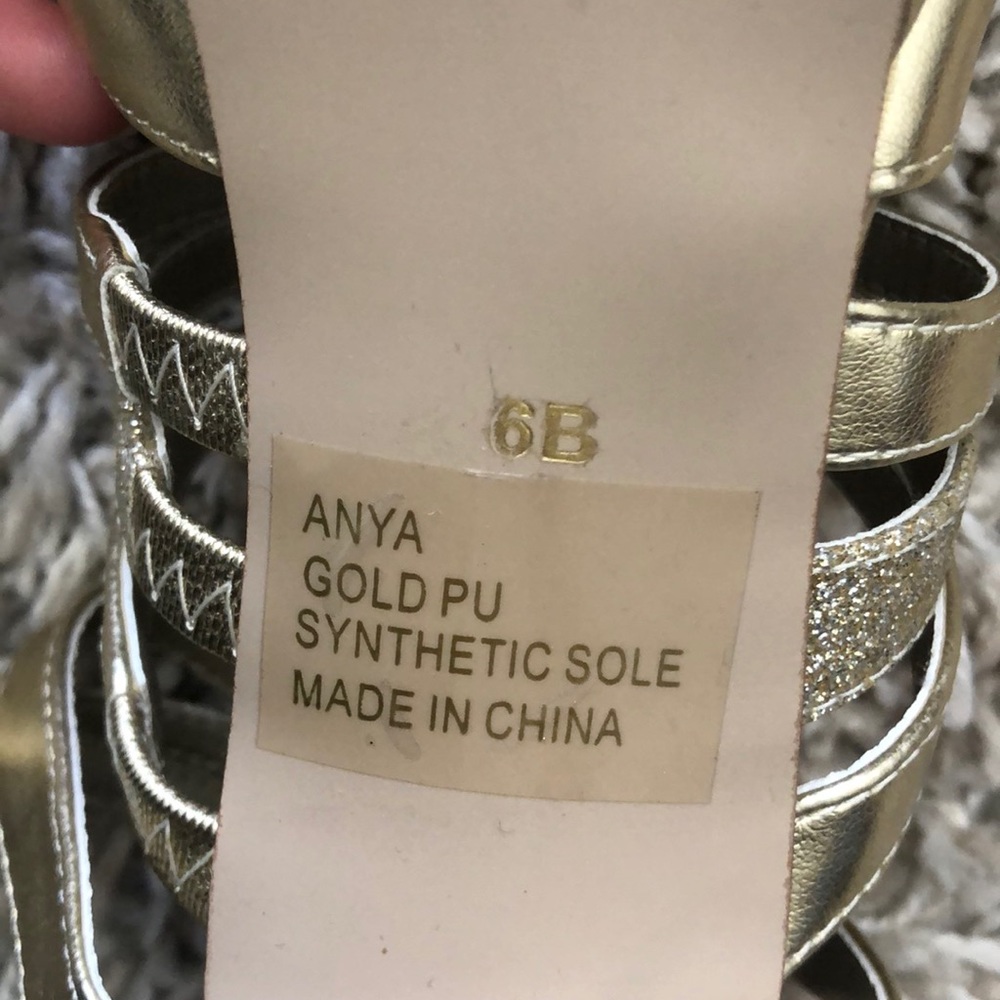 6B
ANYA
GOLD PU
SYNTHETIC SOLE
MADE IN CHINA